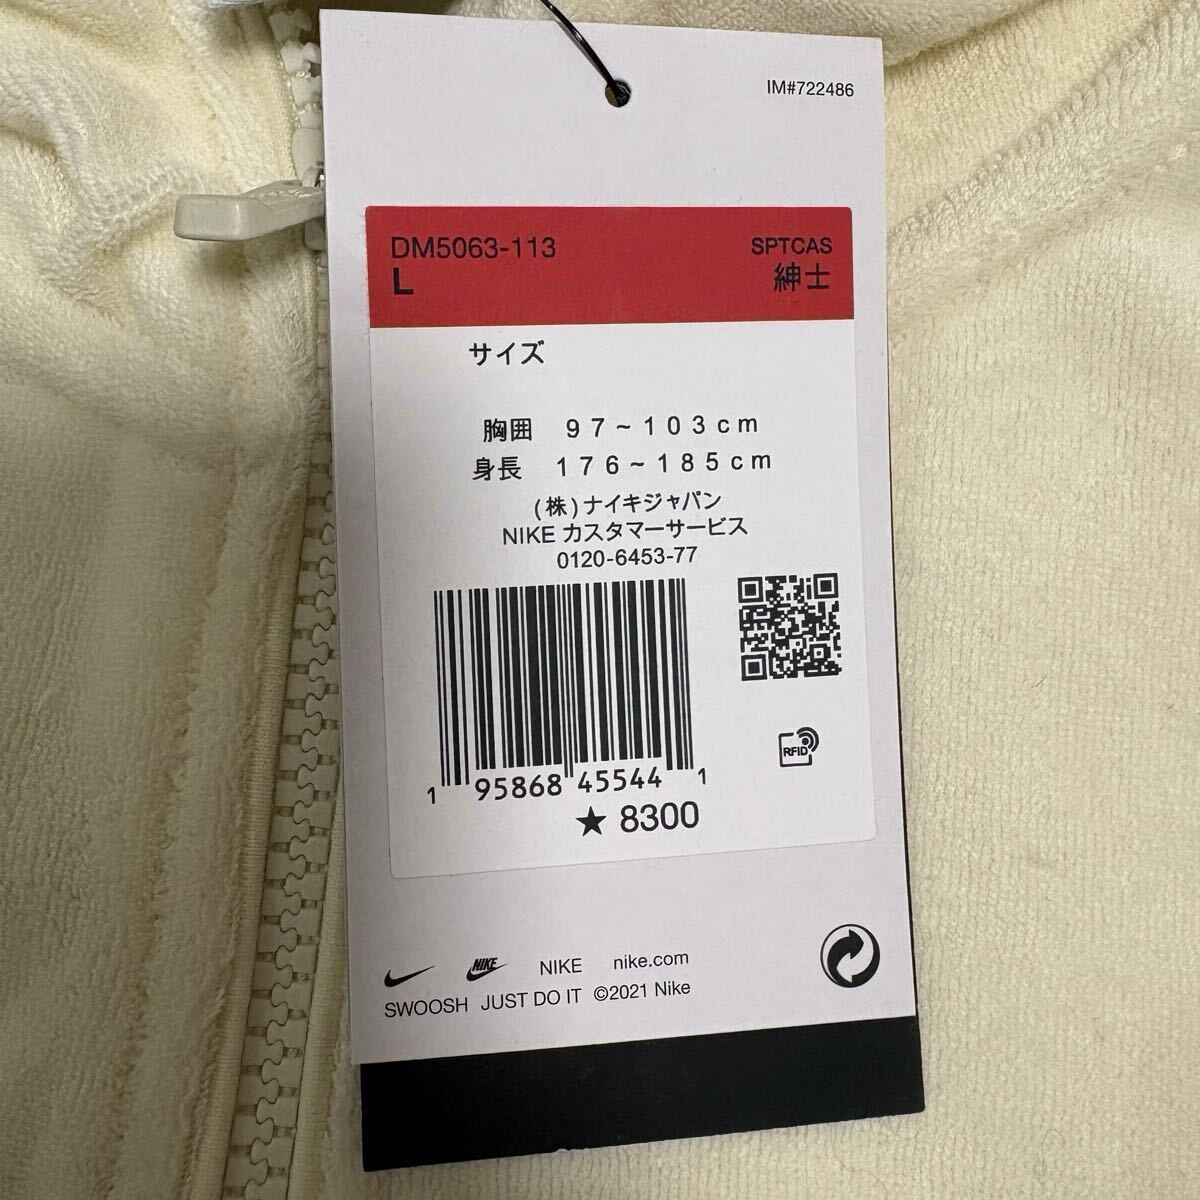 IM#722486
DM5063-113
SPTCAS
L
紳士
サイズ
胸囲 97~103cm
身長 176~185cm
(株)ナイキジャパン
NIKE カスタマーサービス
0120-6453-77
RFID
1 95868 45544 1
★ 8300
NIKE NIKE nike.com
SWOOSH JUST DO IT ©2021 Nike